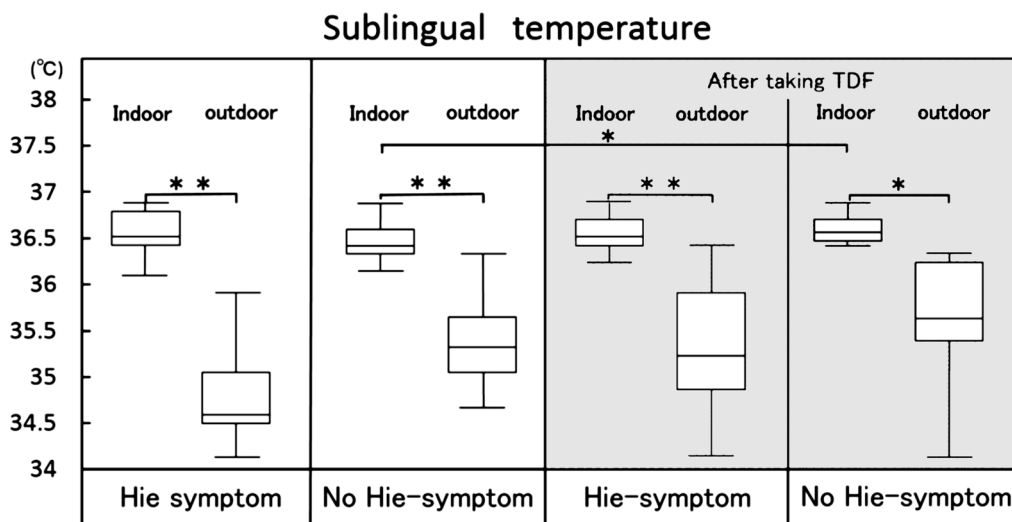 Sublingual temperature
(℃)
After taking TDF
38
Indoor outdoor Indoor outdoor Indoor outdoor Indoor outdoor
*
37.5
** ** ** *
37
36.5
36
35.5
35
34.5
34
Hie symptom No Hie-symptom Hie-symptom No Hie-symptom